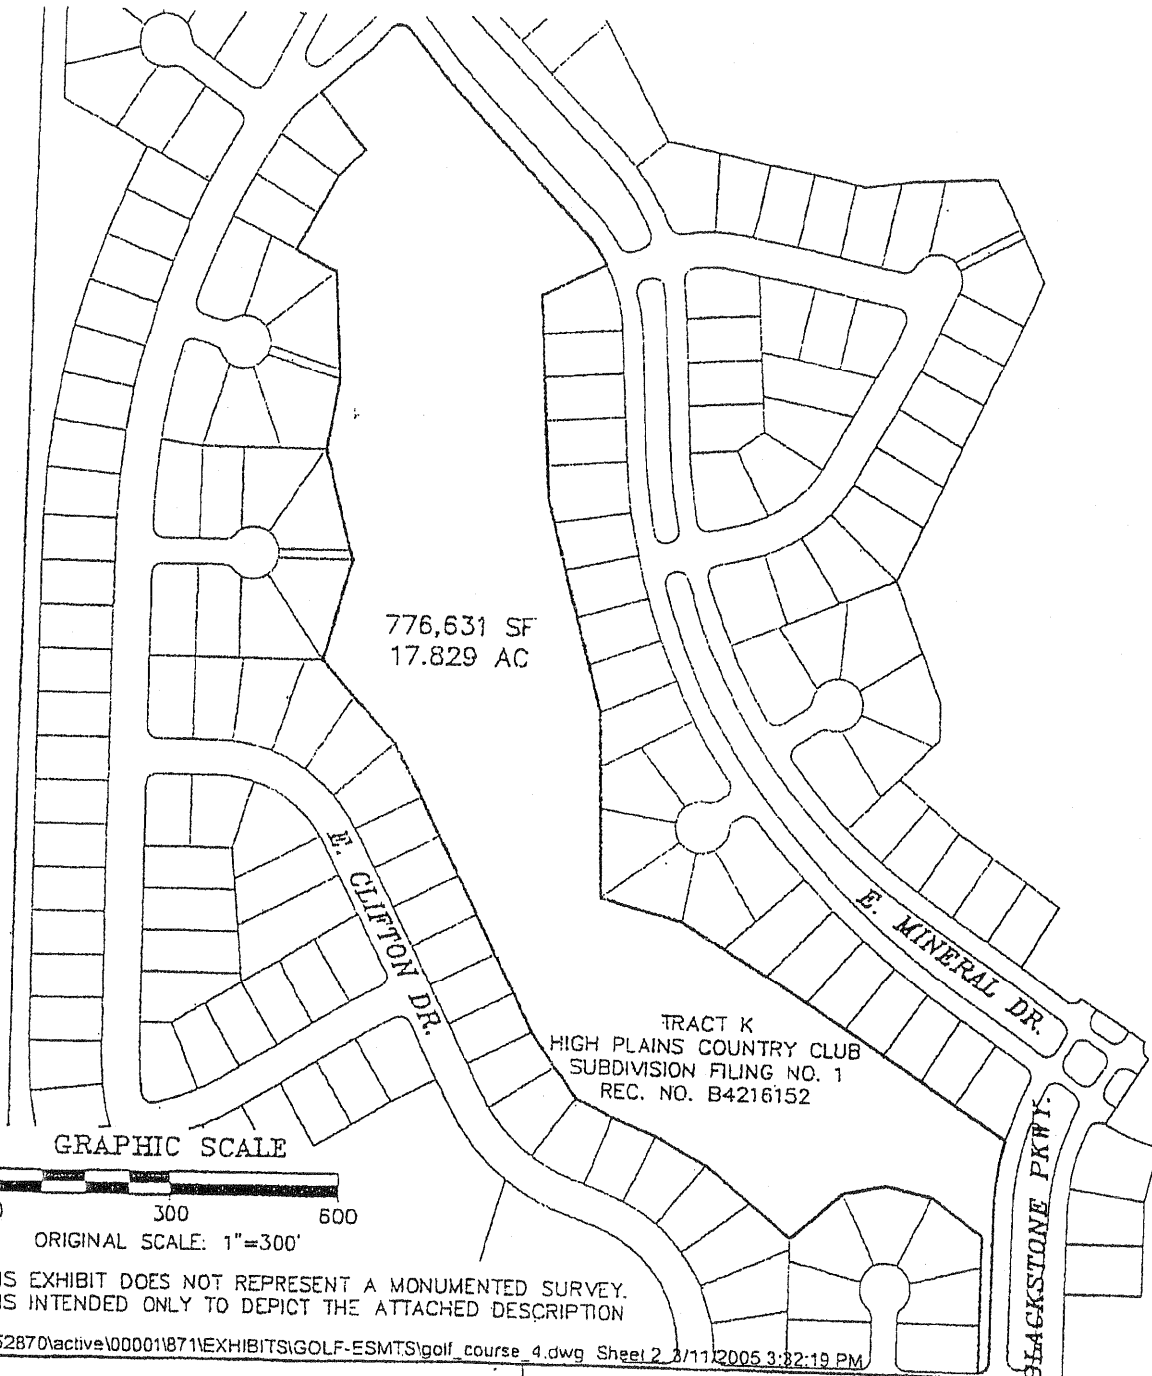 776,631 SF
17.829 AC
E. CLIFTON DR.
E. MINERAL DR.
TRACT K
HIGH PLAINS COUNTRY CLUB
SUBDIVISION FILING NO. 1
REC. NO. B4216152
BLACKSTONE PKWY.
GRAPHIC SCALE
0 300 600
ORIGINAL SCALE: 1"=300'
IS EXHIBIT DOES NOT REPRESENT A MONUMENTED SURVEY.
IS INTENDED ONLY TO DEPICT THE ATTACHED DESCRIPTION
52870\active\00001\871\EXHIBITS\GOLF-ESMTS\golf_course_4.dwg Sheet 2 3/11/2005 3:32:19 PM